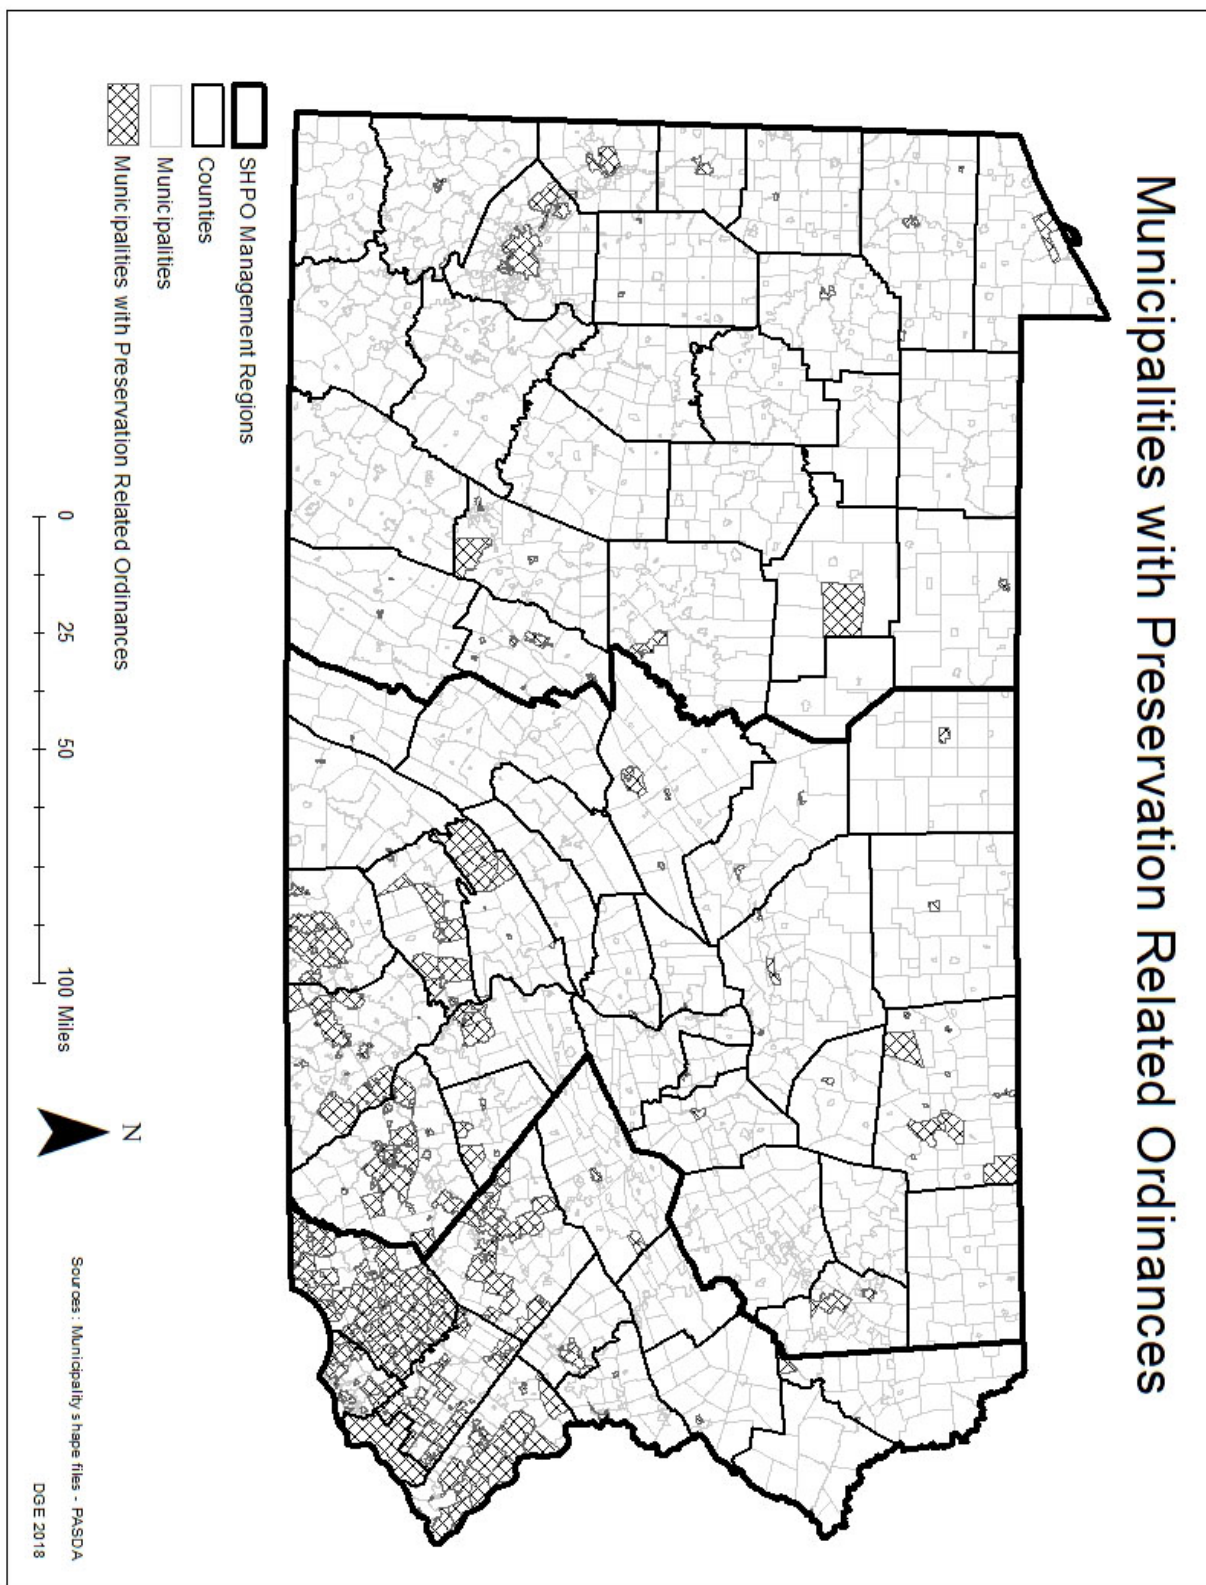 Municipalities with Preservation Related Ordinances
SHPO Management Regions
Counties
Municipalities
Municipalities with Preservation Related Ordinances
0 25 50 100 Miles
N
Sources: Municipality shape files - PASDA
DGE 2018